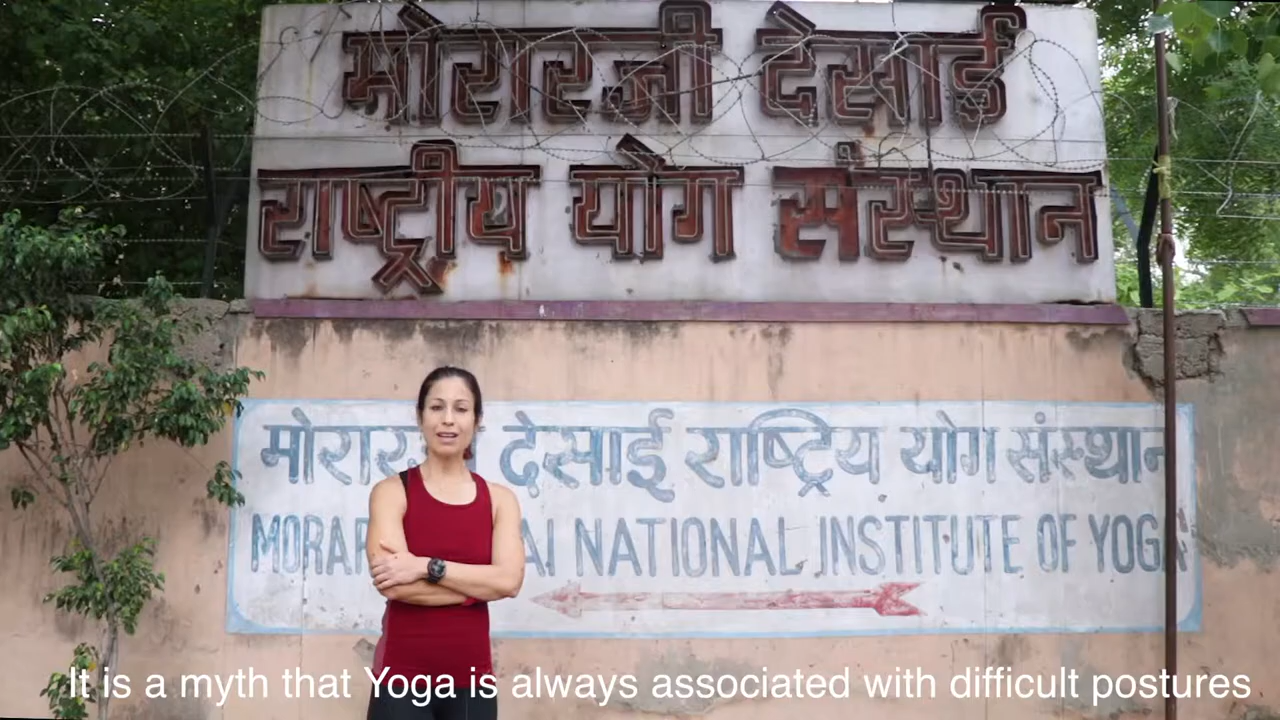 मोरारजी देसाई
राष्ट्रीय योग संस्थान
देसाई राष्ट्रिय योग संस्थान
NATIONAL INSTITUTE OF YOGA
It is a myth that Yoga is always associated with difficult postures